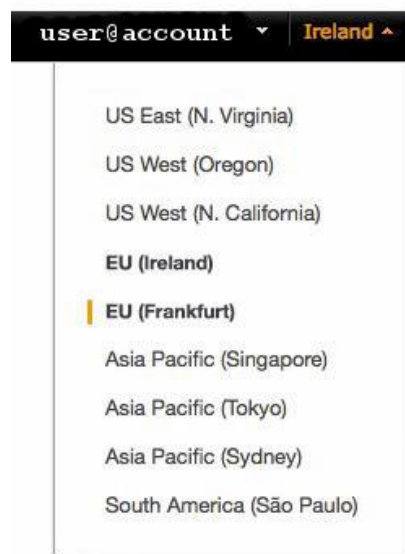 user@account Ireland
US East (N. Virginia)
US West (Oregon)
US West (N. California)
EU (Ireland)
EU (Frankfurt)
Asia Pacific (Singapore)
Asia Pacific (Tokyo)
Asia Pacific (Sydney)
South America (São Paulo)